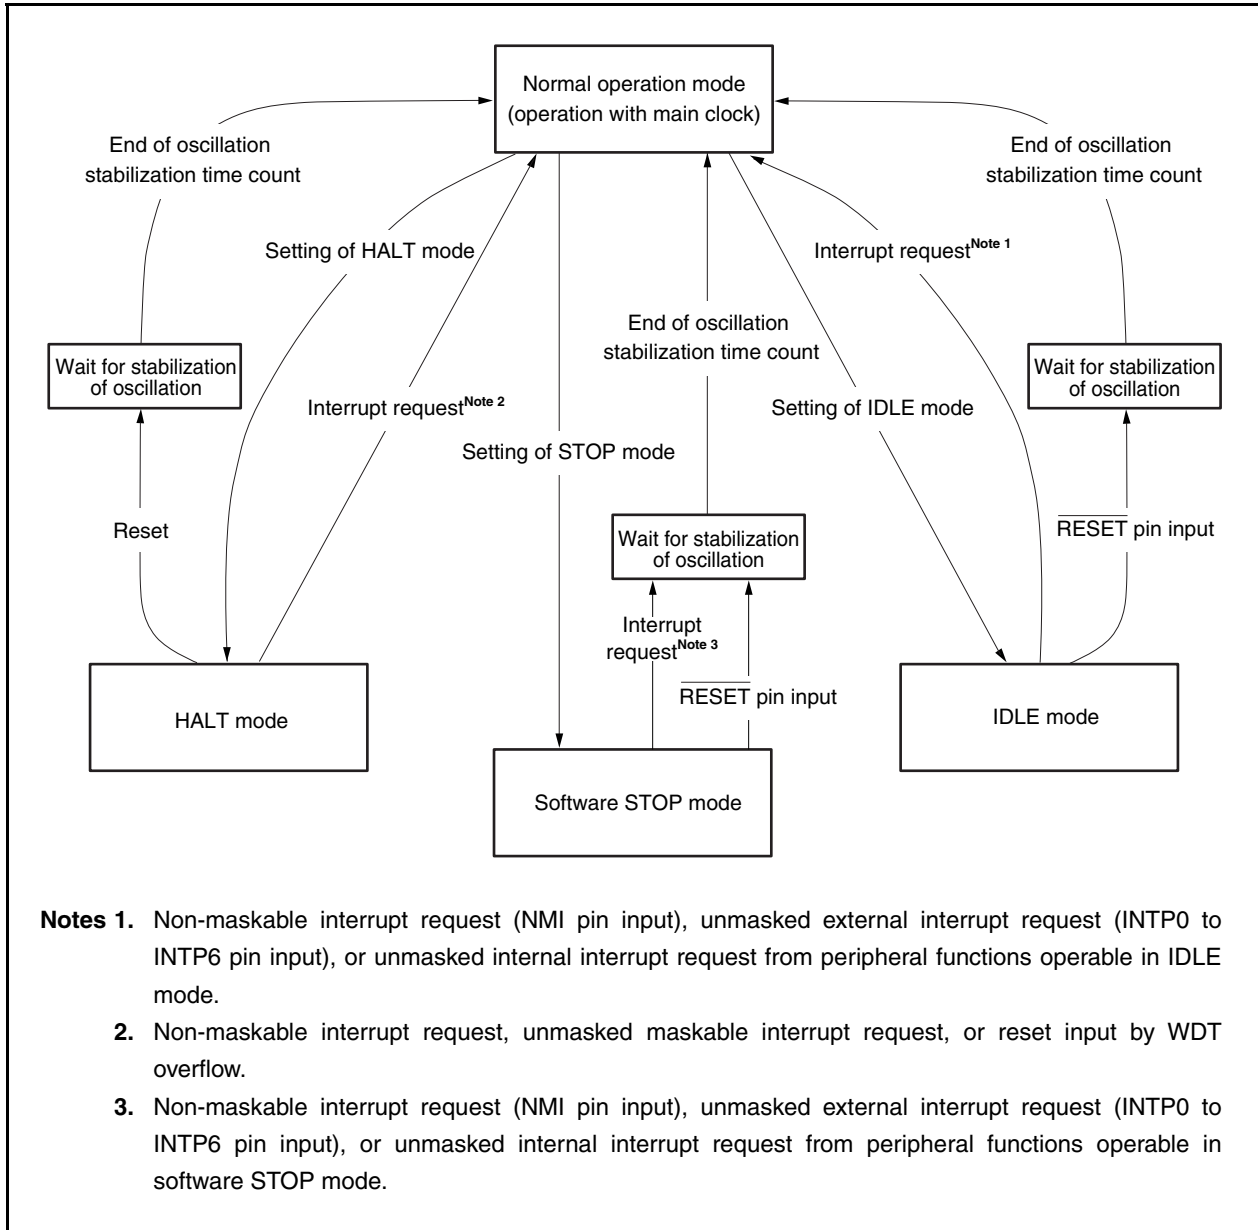 Normal operation mode
(operation with main clock)
End of oscillation
stabilization time count
End of oscillation
stabilization time count
Setting of HALT mode
Interrupt requestNote 1
End of oscillation
stabilization time count
Wait for stabilization
of oscillation
Wait for stabilization
of oscillation
Interrupt requestNote 2
Setting of IDLE mode
Setting of STOP mode
Reset
RESET pin input
Wait for stabilization
of oscillation
Interrupt
requestNote 3
RESET pin input
HALT mode
IDLE mode
Software STOP mode
Notes 1. Non-maskable interrupt request (NMI pin input), unmasked external interrupt request (INTP0 to
INTP6 pin input), or unmasked internal interrupt request from peripheral functions operable in IDLE
mode.
2. Non-maskable interrupt request, unmasked maskable interrupt request, or reset input by WDT
overflow.
3. Non-maskable interrupt request (NMI pin input), unmasked external interrupt request (INTP0 to
INTP6 pin input), or unmasked internal interrupt request from peripheral functions operable in
software STOP mode.